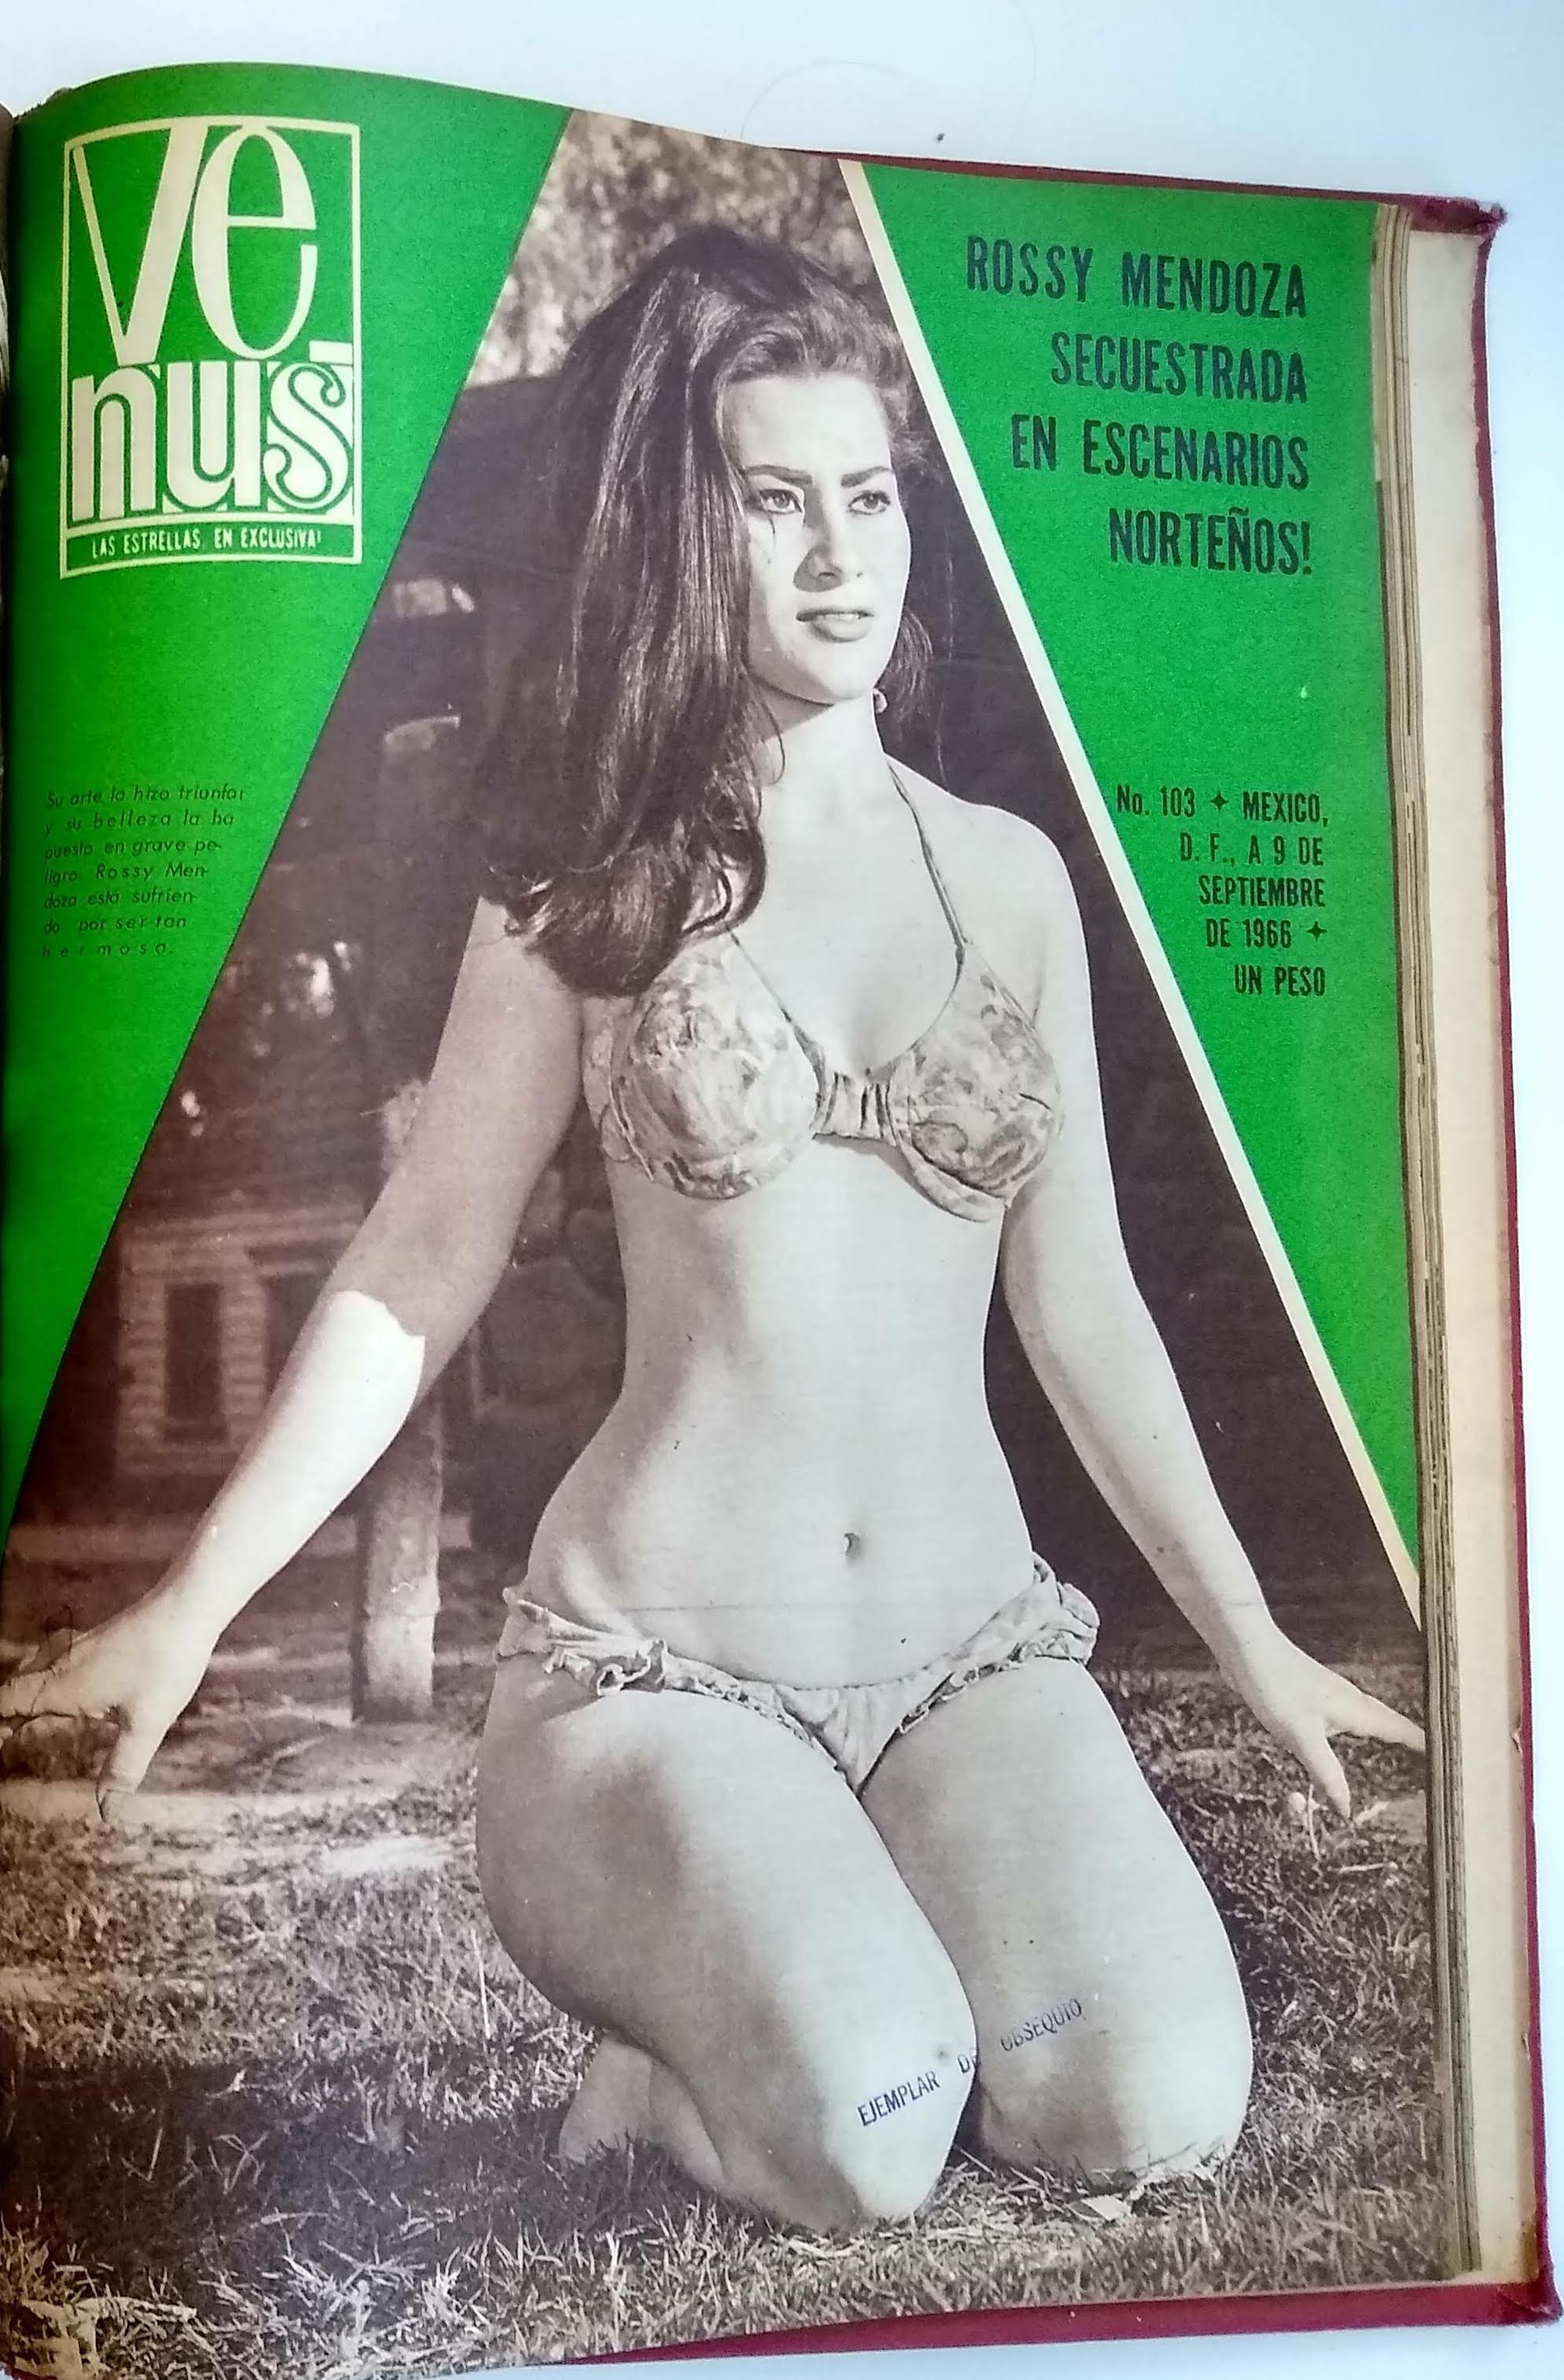 Venus
LAS ESTRELLAS EN EXCLUSIVA!
ROSSY MENDOZA
SECUESTRADA
EN ESCENARIOS
NORTEÑOS!
Su arte la hizo triunfar
y su belleza la ha
puesto en grave pe-
ligro. Rossy Men-
doza está sufrien-
do por ser tan
hermosa.
No. 103 ✦ MEXICO,
D. F., A 9 DE
SEPTIEMBRE
DE 1966 ✦
UN PESO
EJEMPLAR DE OBSEQUIO